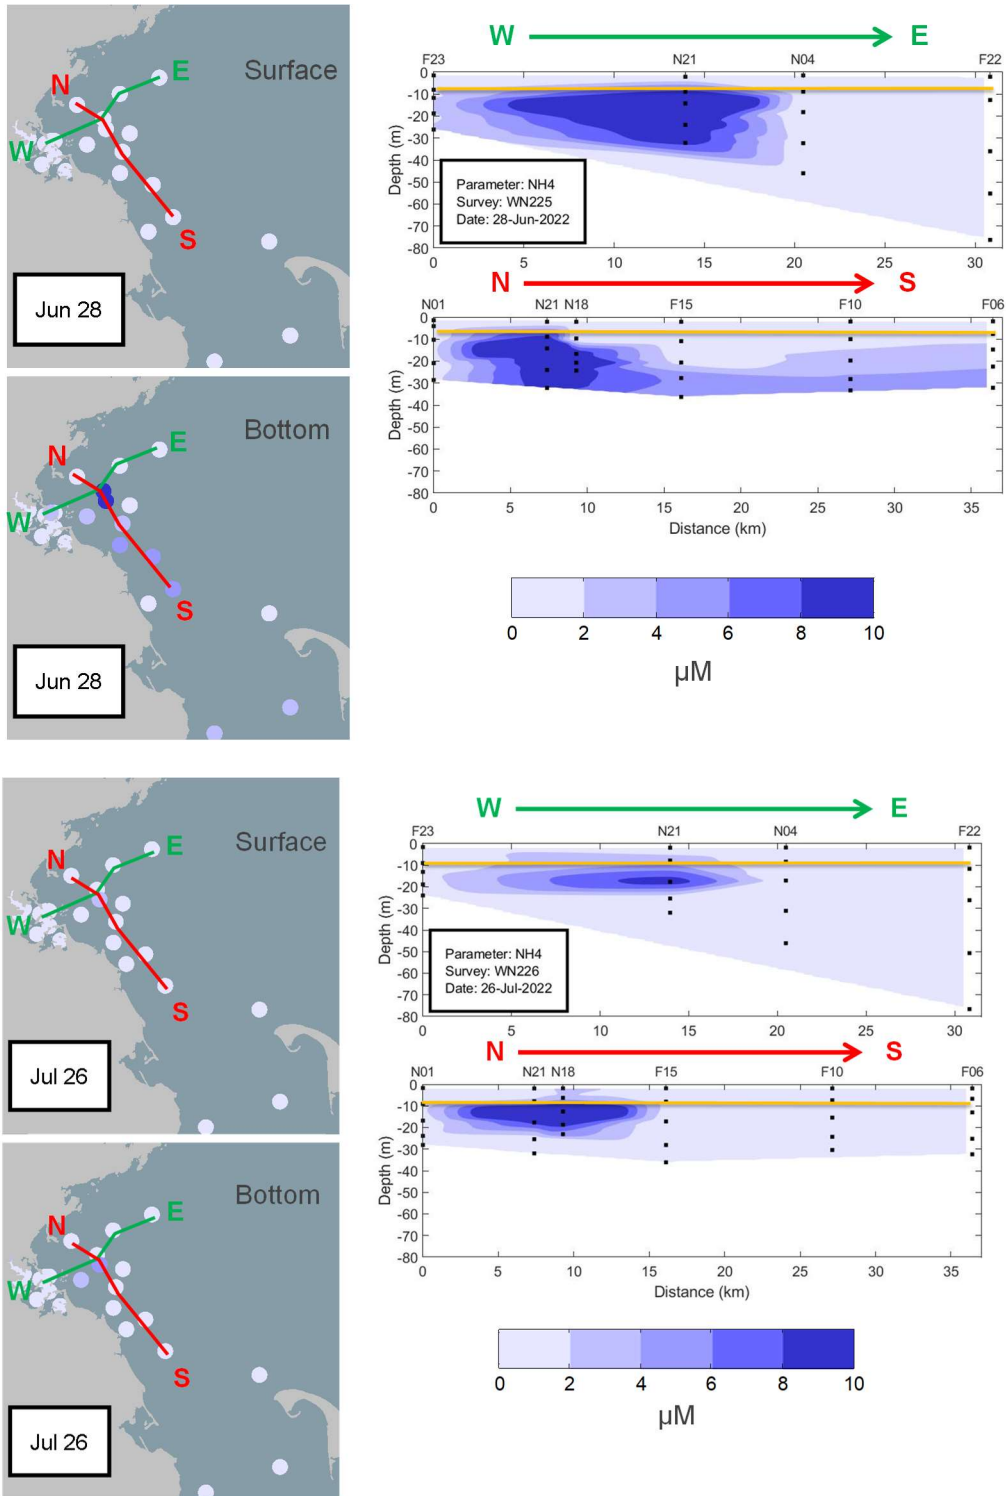 Surface
N
E
W
S
Jun 28
Bottom
N
E
W
S
Jun 28
W E
F23 N21 N04 F22
0
-10
-20
-30
-40
-50
-60
-70
-80
Depth (m)
Parameter: NH4
Survey: WN225
Date: 28-Jun-2022
0 5 10 15 20 25 30
N S
N01 N21 N18 F15 F10 F06
0
-10
-20
-30
-40
-50
-60
-70
-80
Depth (m)
0 5 10 15 20 25 30 35
Distance (km)
0 2 4 6 8 10
µM
Surface
N
E
W
S
Jul 26
Bottom
N
E
W
S
Jul 26
W E
F23 N21 N04 F22
0
-10
-20
-30
-40
-50
-60
-70
-80
Depth (m)
Parameter: NH4
Survey: WN226
Date: 26-Jul-2022
0 5 10 15 20 25 30
N S
N01 N21 N18 F15 F10 F06
0
-10
-20
-30
-40
-50
-60
-70
-80
Depth (m)
0 5 10 15 20 25 30 35
Distance (km)
0 2 4 6 8 10
µM